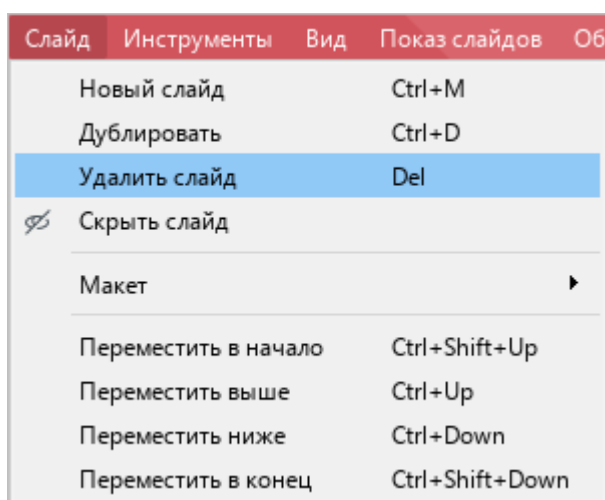 Слайд Инструменты Вид Показ слайдов Об
Новый слайд Ctrl+M
Дублировать Ctrl+D
Удалить слайд Del
Скрыть слайд
Макет
Переместить в начало Ctrl+Shift+Up
Переместить выше Ctrl+Up
Переместить ниже Ctrl+Down
Переместить в конец Ctrl+Shift+Down